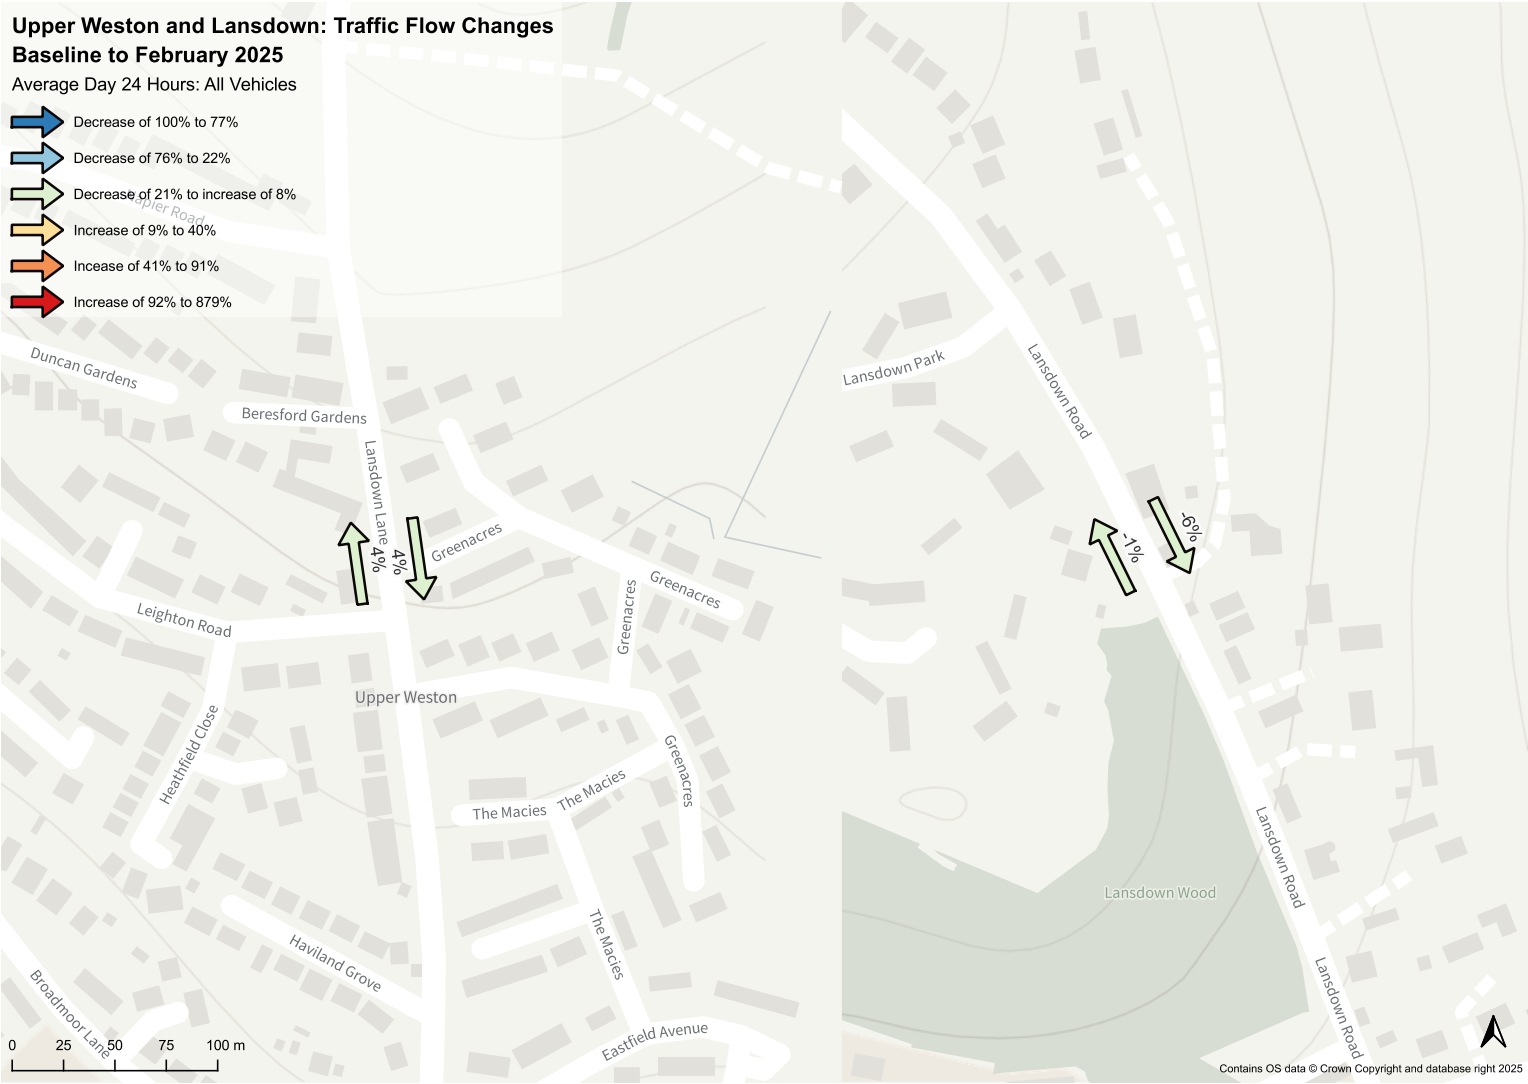 Upper Weston and Lansdown: Traffic Flow Changes
Baseline to February 2025
Average Day 24 Hours: All Vehicles
Decrease of 100% to 77%
Decrease of 76% to 22%
Decrease of 21% to increase of 8%
Increase of 9% to 40%
Incease of 41% to 91%
Increase of 92% to 879%
Napier Road
Duncan Gardens
Beresford Gardens
Lansdown Lane
4%
4%
Greenacres
Greenacres
Greenacres
Leighton Road
Upper Weston
Heathfield Close
Greenacres
The Macies
The Macies
The Macies
Haviland Grove
Broadmoor Lane
Eastfield Avenue
0 25 50 75 100 m
Lansdown Park
Lansdown Road
-1%
-6%
Lansdown Road
Lansdown Wood
Lansdown Road
Contains OS data © Crown Copyright and database right 2025